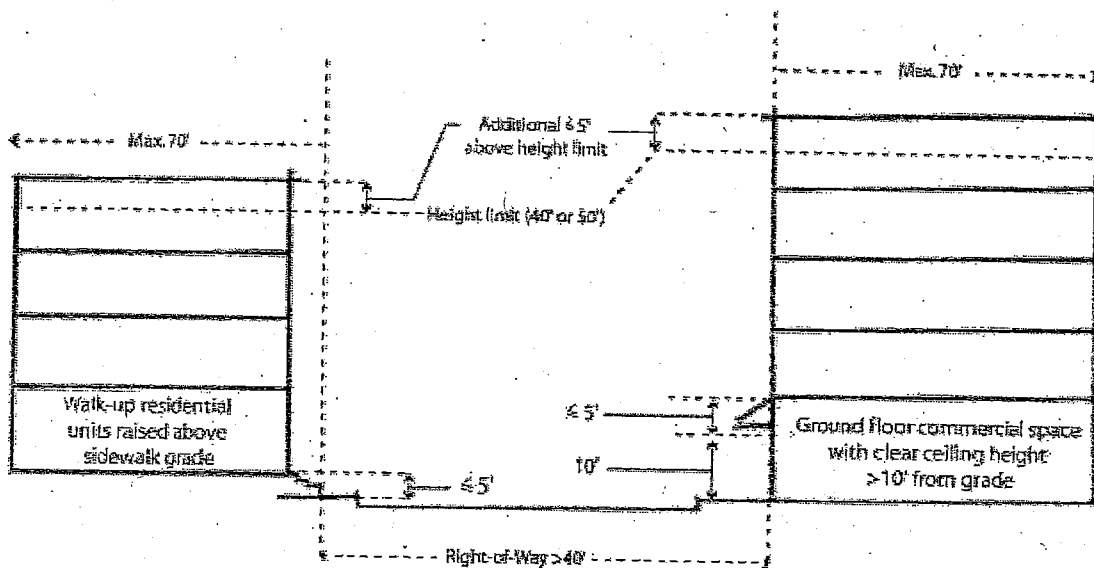 Max. 70'
Max. 70'
Additional ≤ 5'
above height limit
Height limit (40' or 50')
Walk-up residential
units raised above
sidewalk grade
≤ 5'
≤ 5'
10'
Ground floor commercial space
with clear ceiling height
>10' from grade
Right-of-Way >40'